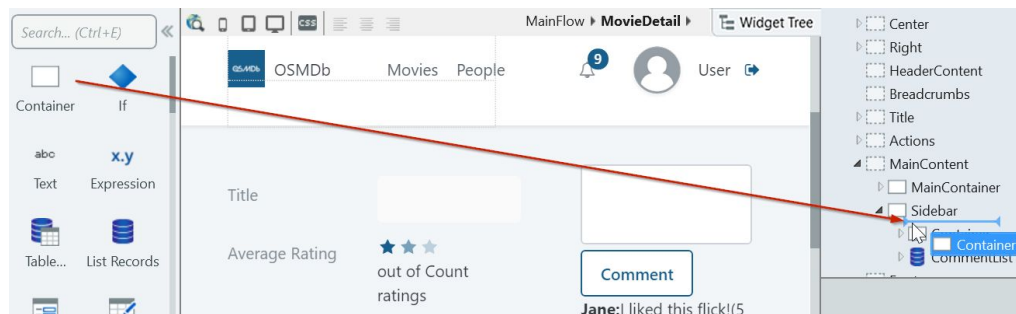 Search... (Ctrl+E)
Container
If
abc
Text
x.y
Expression
Table...
List Records
css
MainFlow MovieDetail
Widget Tree
OSMDb
OSMDb
Movies
People
9
User
Title
Average Rating
out of Count
ratings
Comment
Jane:I liked this flick!(5
Center
Right
HeaderContent
Breadcrumbs
Title
Actions
MainContent
MainContainer
Sidebar
Container
CommentList